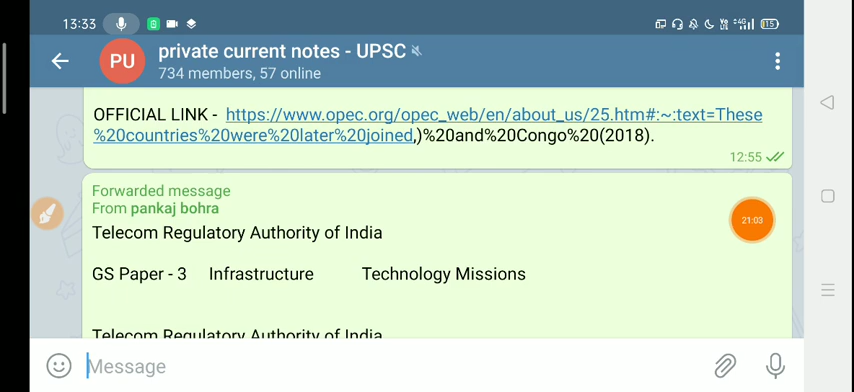 13:33
4G
15
PU
private current notes - UPSC
734 members, 57 online
OFFICIAL LINK - https://www.opec.org/opec_web/en/about_us/25.htm#:~:text=These
%20countries%20were%20later%20joined,)%20and%20Congo%20(2018).
12:55
Forwarded message
From pankaj bohra
21:03
Telecom Regulatory Authority of India
GS Paper - 3 Infrastructure Technology Missions
Telecom Regulatory Authority of India
Message